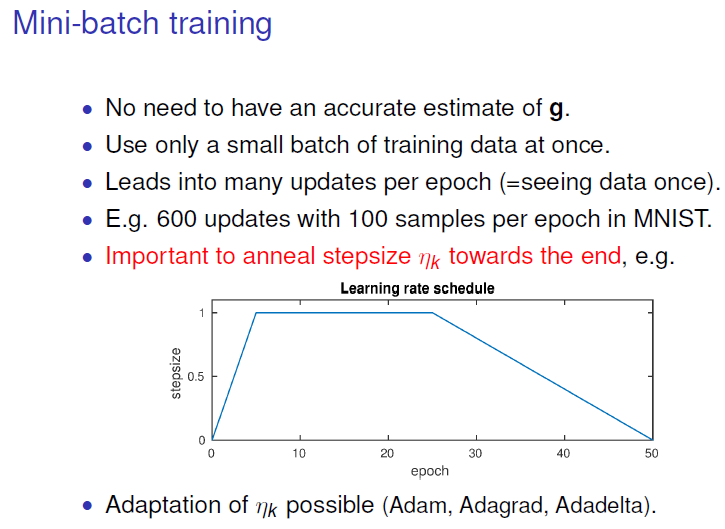 Mini-batch training
• No need to have an accurate estimate of g.
• Use only a small batch of training data at once.
• Leads into many updates per epoch (=seeing data once).
• E.g. 600 updates with 100 samples per epoch in MNIST.
• Important to anneal stepsize ηk towards the end, e.g.
Learning rate schedule
1
0.5
0
stepsize
0 10 20 30 40 50
epoch
• Adaptation of ηk possible (Adam, Adagrad, Adadelta).